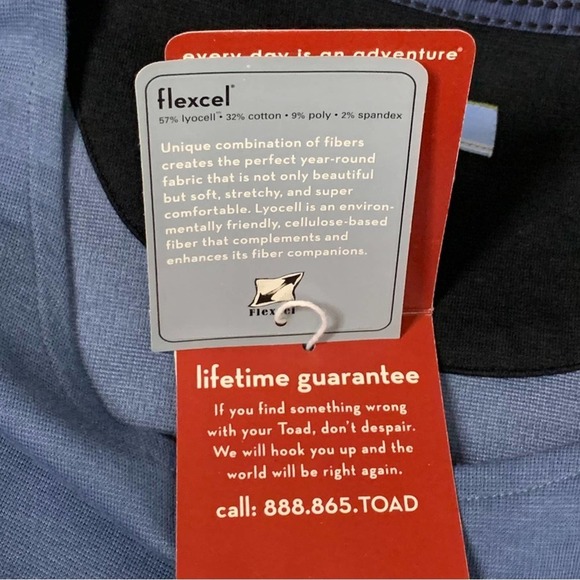 every day is an adventure®
flexcel®
57% lyocell™ • 32% cotton • 9% poly • 2% spandex
Unique combination of fibers
creates the perfect year-round
fabric that is not only beautiful
but soft, stretchy, and super
comfortable. Lyocell is an environ-
mentally friendly, cellulose-based
fiber that complements and
enhances its fiber companions.
Flexcel
lifetime guarantee
If you find something wrong
with your Toad, don't despair.
We will hook you up and the
world will be right again.
call: 888.865.TOAD